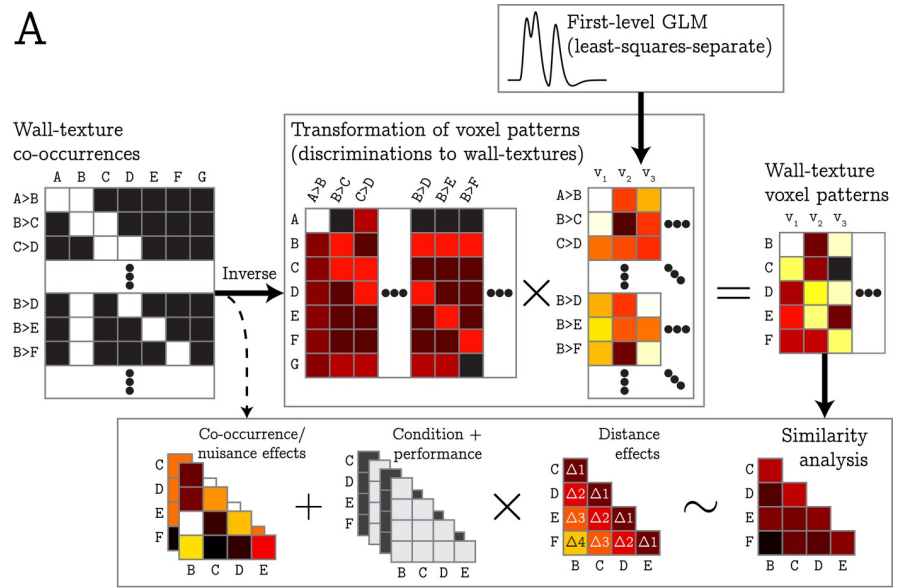 A
First-level GLM
(least-squares-separate)
Wall-texture
co-occurrences
A B C D E F G
A>B
B>C
C>D
B>D
B>E
B>F
Inverse
Transformation of voxel patterns
(discriminations to wall-textures)
A>B B>C C>D B>D B>E B>F
A
B
C
D
E
F
G
×
v1 v2 v3
A>B
B>C
C>D
B>D
B>E
B>F
=
Wall-texture
voxel patterns
v1 v2 v3
B
C
D
E
F
Co-occurrence/
nuisance effects
C
D
E
F
B C D E
+
Condition +
performance
C
D
E
F
B C D E
×
Distance
effects
C Δ1
D Δ2 Δ1
E Δ3 Δ2 Δ1
F Δ4 Δ3 Δ2 Δ1
B C D E
~
Similarity
analysis
C
D
E
F
B C D E